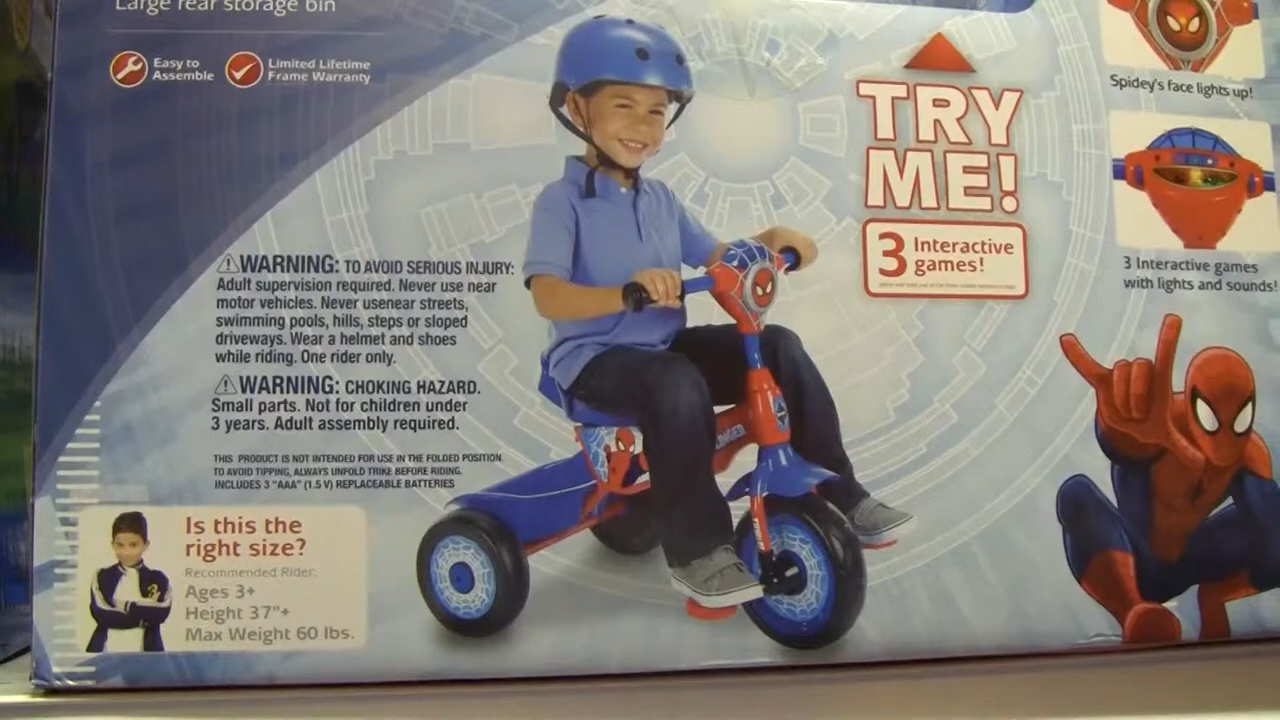 Large rear storage bin
Easy to
Assemble
Limited Lifetime
Frame Warranty
TRY
ME!
3 Interactive
games!
Spidey's face lights up!
3 Interactive games
with lights and sounds!
WARNING: TO AVOID SERIOUS INJURY:
Adult supervision required. Never use near
motor vehicles. Never usenear streets,
swimming pools, hills, steps or sloped
driveways. Wear a helmet and shoes
while riding. One rider only.
WARNING: CHOKING HAZARD.
Small parts. Not for children under
3 years. Adult assembly required.
THIS PRODUCT IS NOT INTENDED FOR USE IN THE FOLDED POSITION.
TO AVOID TIPPING, ALWAYS UNFOLD TRIKE BEFORE RIDING.
INCLUDES 3 "AAA" (1.5 V) REPLACEABLE BATTERIES
Is this the
right size?
Recommended Rider:
Ages 3+
Height 37"+
Max Weight 60 lbs.